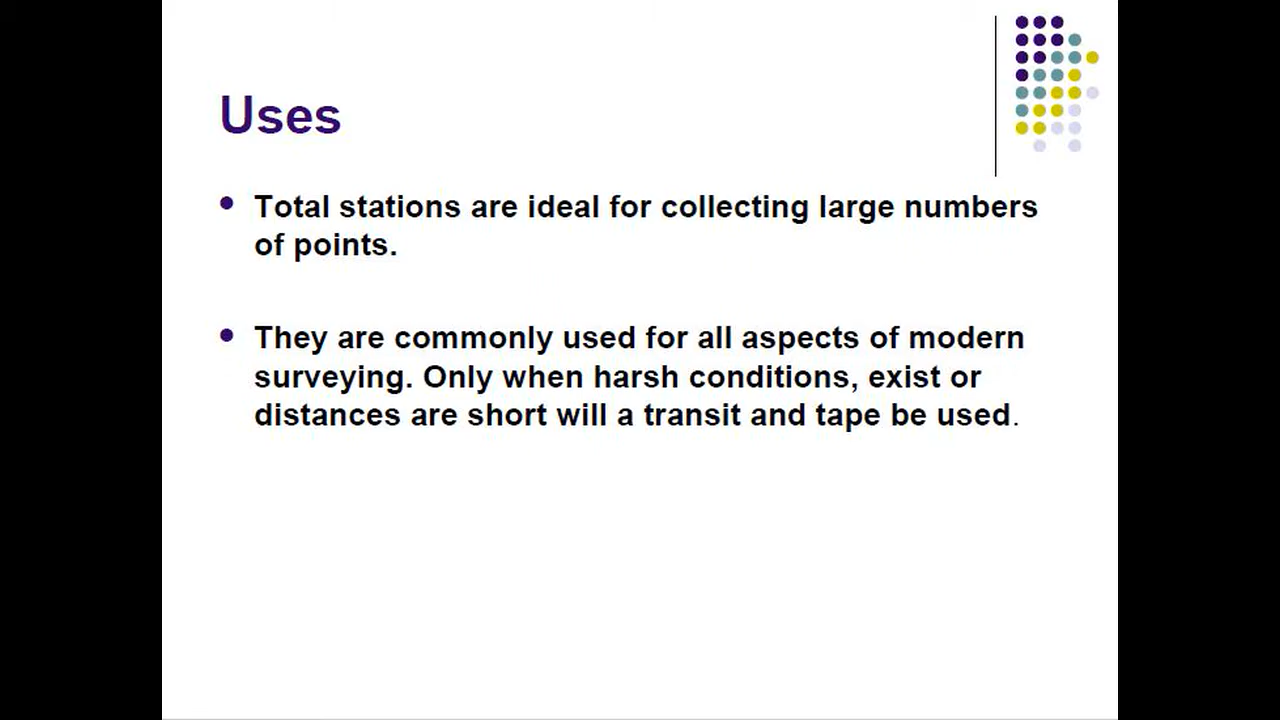 Uses
• Total stations are ideal for collecting large numbers
of points.
• They are commonly used for all aspects of modern
surveying. Only when harsh conditions, exist or
distances are short will a transit and tape be used.